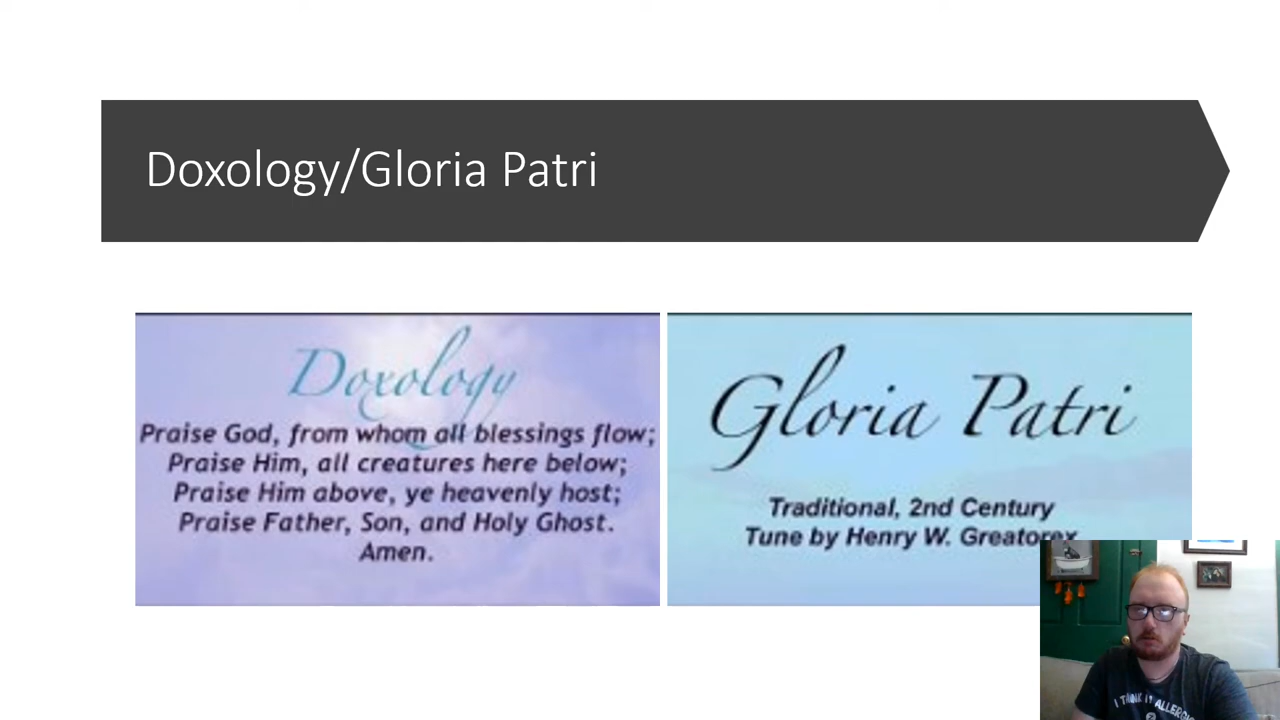 Doxology/Gloria Patri
Doxology
Praise God, from whom all blessings flow;
Praise Him, all creatures here below;
Praise Him above, ye heavenly host;
Praise Father, Son, and Holy Ghost.
Amen.
Gloria Patri
Traditional, 2nd Century
Tune by Henry W. Greatorex
I THINK